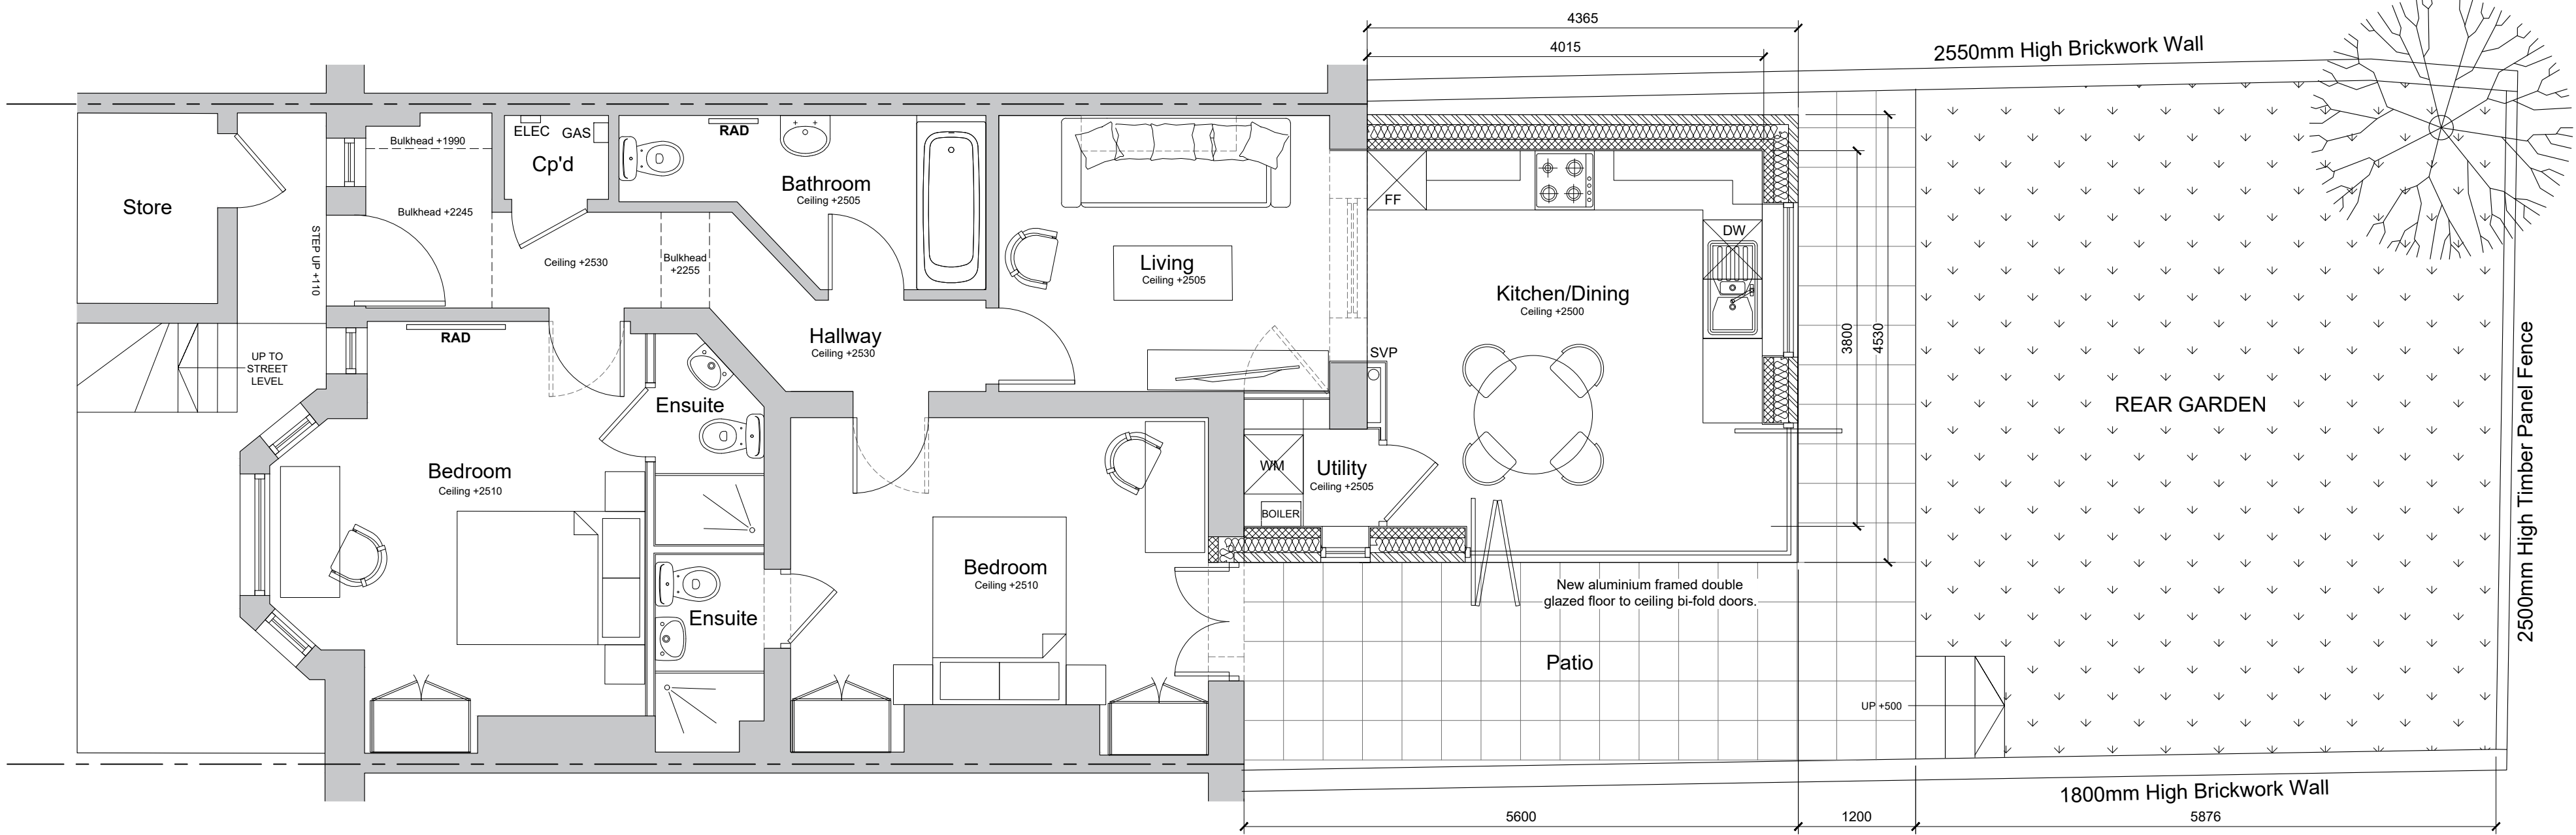 4365
4015
2550mm High Brickwork Wall
ELEC
GAS
RAD
Bulkhead +1990
Cp'd
Bathroom
Ceiling +2505
Store
Bulkhead +2245
FF
DW
STEP UP +110
Ceiling +2530
Bulkhead
+2255
Living
Ceiling +2505
Kitchen/Dining
Ceiling +2500
RAD
Hallway
Ceiling +2530
3800
4530
SVP
UP TO
STREET
LEVEL
Ensuite
REAR GARDEN
2500mm High Timber Panel Fence
Bedroom
Ceiling +2510
WM
Utility
Ceiling +2505
BOILER
Bedroom
Ceiling +2510
New aluminium framed double
glazed floor to ceiling bi-fold doors.
Ensuite
Patio
UP +500
1800mm High Brickwork Wall
5600
1200
5876